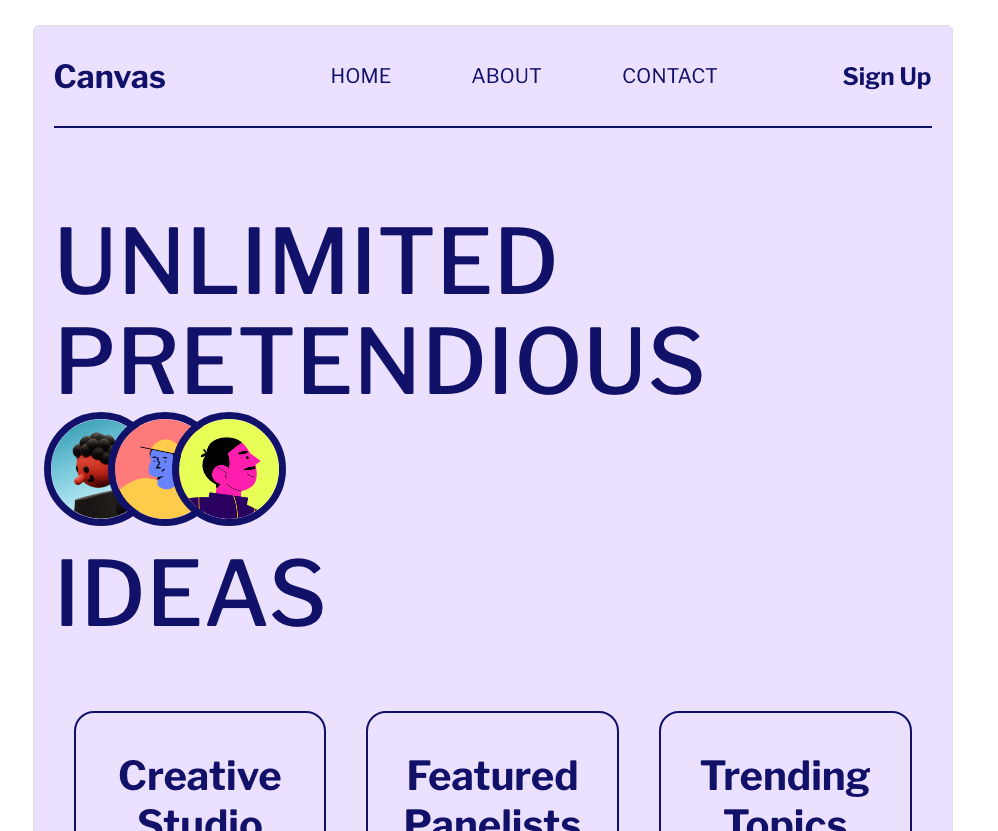 Canvas HOME ABOUT CONTACT Sign Up
UNLIMITED
PRETENDIOUS
IDEAS
Creative Studio
Featured Panelists
Trending Topics